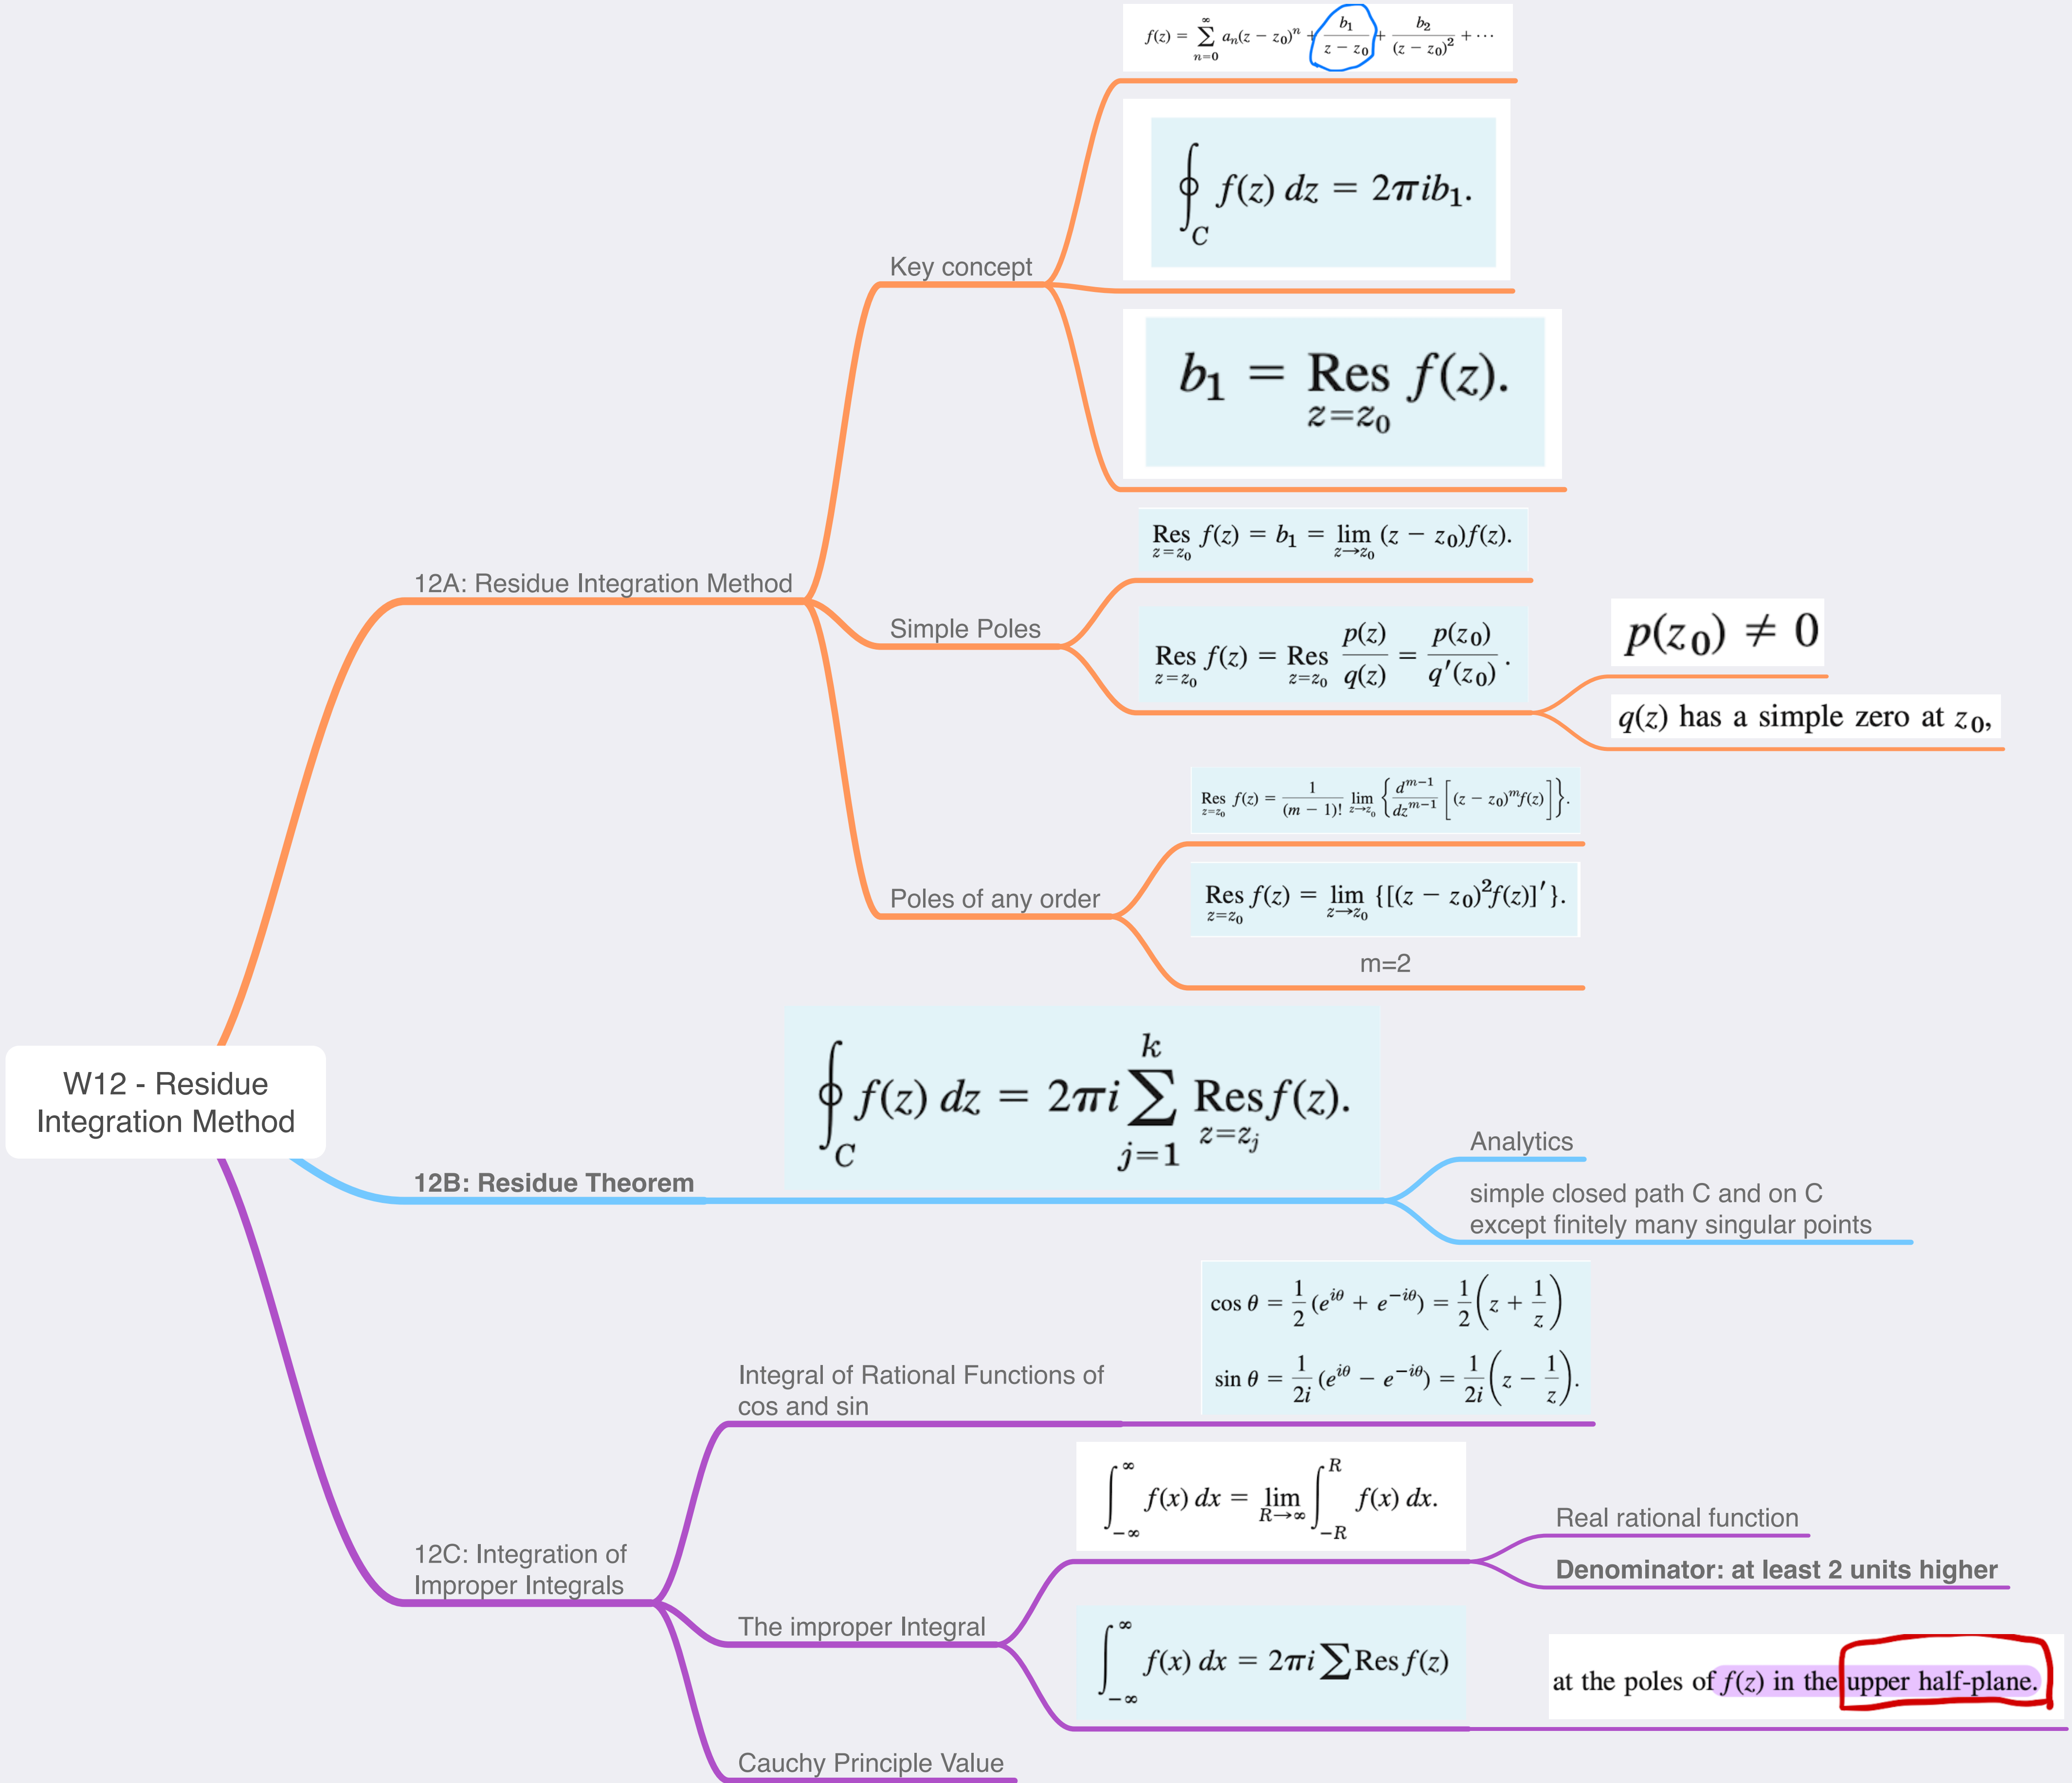 f(z) = ∑_{n=0}^{∞} a_n(z − z_0)^n + b_1/(z − z_0) + b_2/(z − z_0)^2 + ⋯
∮_C f(z) dz = 2πib_1.
Key concept
b_1 = Res_{z=z_0} f(z).
12A: Residue Integration Method
Res_{z=z_0} f(z) = b_1 = lim_{z→z_0} (z − z_0)f(z).
Simple Poles
Res_{z=z_0} f(z) = Res_{z=z_0} p(z)/q(z) = p(z_0)/q′(z_0).
p(z_0) ≠ 0
q(z) has a simple zero at z_0,
Res_{z=z_0} f(z) = 1/(m − 1)! lim_{z→z_0} {d^{m−1}/dz^{m−1} [(z − z_0)^m f(z)]}.
Poles of any order
Res_{z=z_0} f(z) = lim_{z→z_0} {[(z − z_0)^2 f(z)]′}.
m=2
W12 - Residue
Integration Method
∮_C f(z) dz = 2πi ∑_{j=1}^{k} Res_{z=z_j} f(z).
12B: Residue Theorem
Analytics
simple closed path C and on C
except finitely many singular points
12C: Integration of
Improper Integrals
Integral of Rational Functions of
cos and sin
cos θ = 1/2 (e^{iθ} + e^{−iθ}) = 1/2 (z + 1/z)
sin θ = 1/2i (e^{iθ} − e^{−iθ}) = 1/2i (z − 1/z).
The improper Integral
∫_{−∞}^{∞} f(x) dx = lim_{R→∞} ∫_{−R}^{R} f(x) dx.
Real rational function
Denominator: at least 2 units higher
∫_{−∞}^{∞} f(x) dx = 2πi ∑ Res f(z)
at the poles of f(z) in the upper half-plane.
Cauchy Principle Value